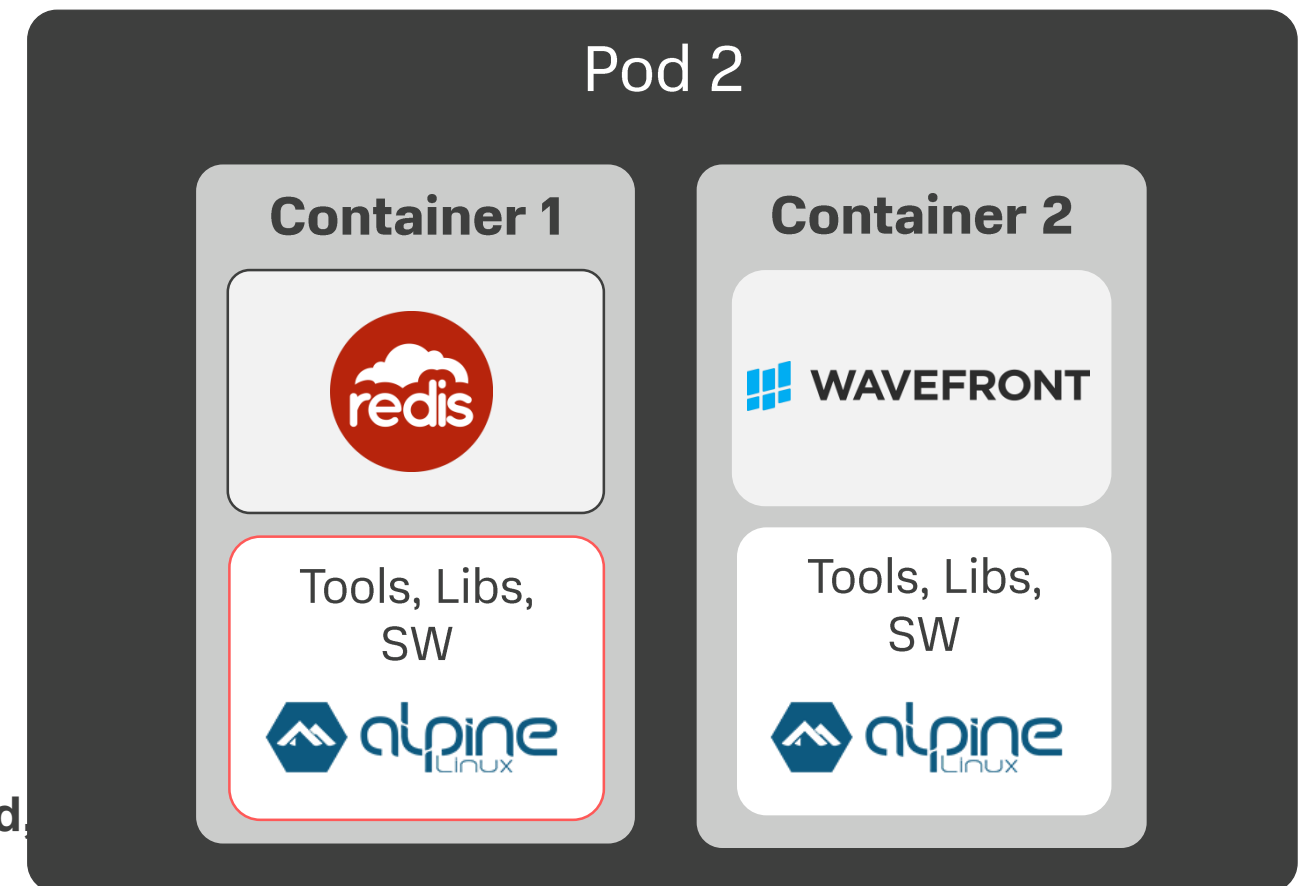 Pod 2
Container 1
redis
Tools, Libs,
SW
alpine
Linux
Container 2
WAVEFRONT
Tools, Libs,
SW
alpine
Linux
d,